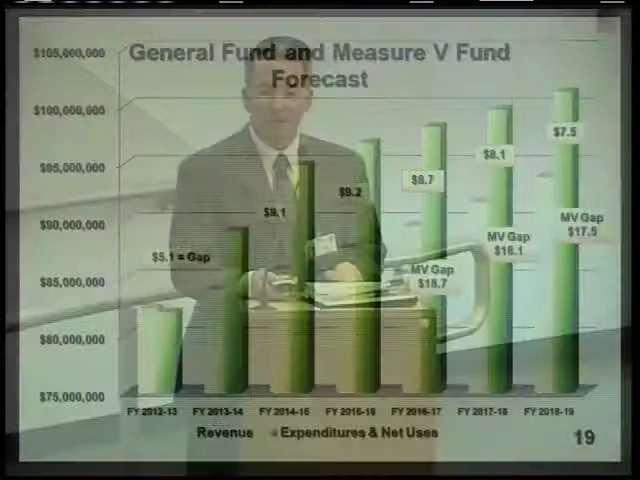 General Fund and Measure V Fund
Forecast
$105,000,000
$100,000,000
$95,000,000
$90,000,000
$85,000,000
$80,000,000
$75,000,000
$5.1 = Gap
$9.1
$9.2
$8.7
$8.1
$7.5
MV Gap
$18.7
MV Gap
$18.1
MV Gap
$17.5
FY 2012-13
FY 2013-14
FY 2014-15
FY 2015-16
FY 2016-17
FY 2017-18
FY 2018-19
Revenue
Expenditures & Net Uses
19